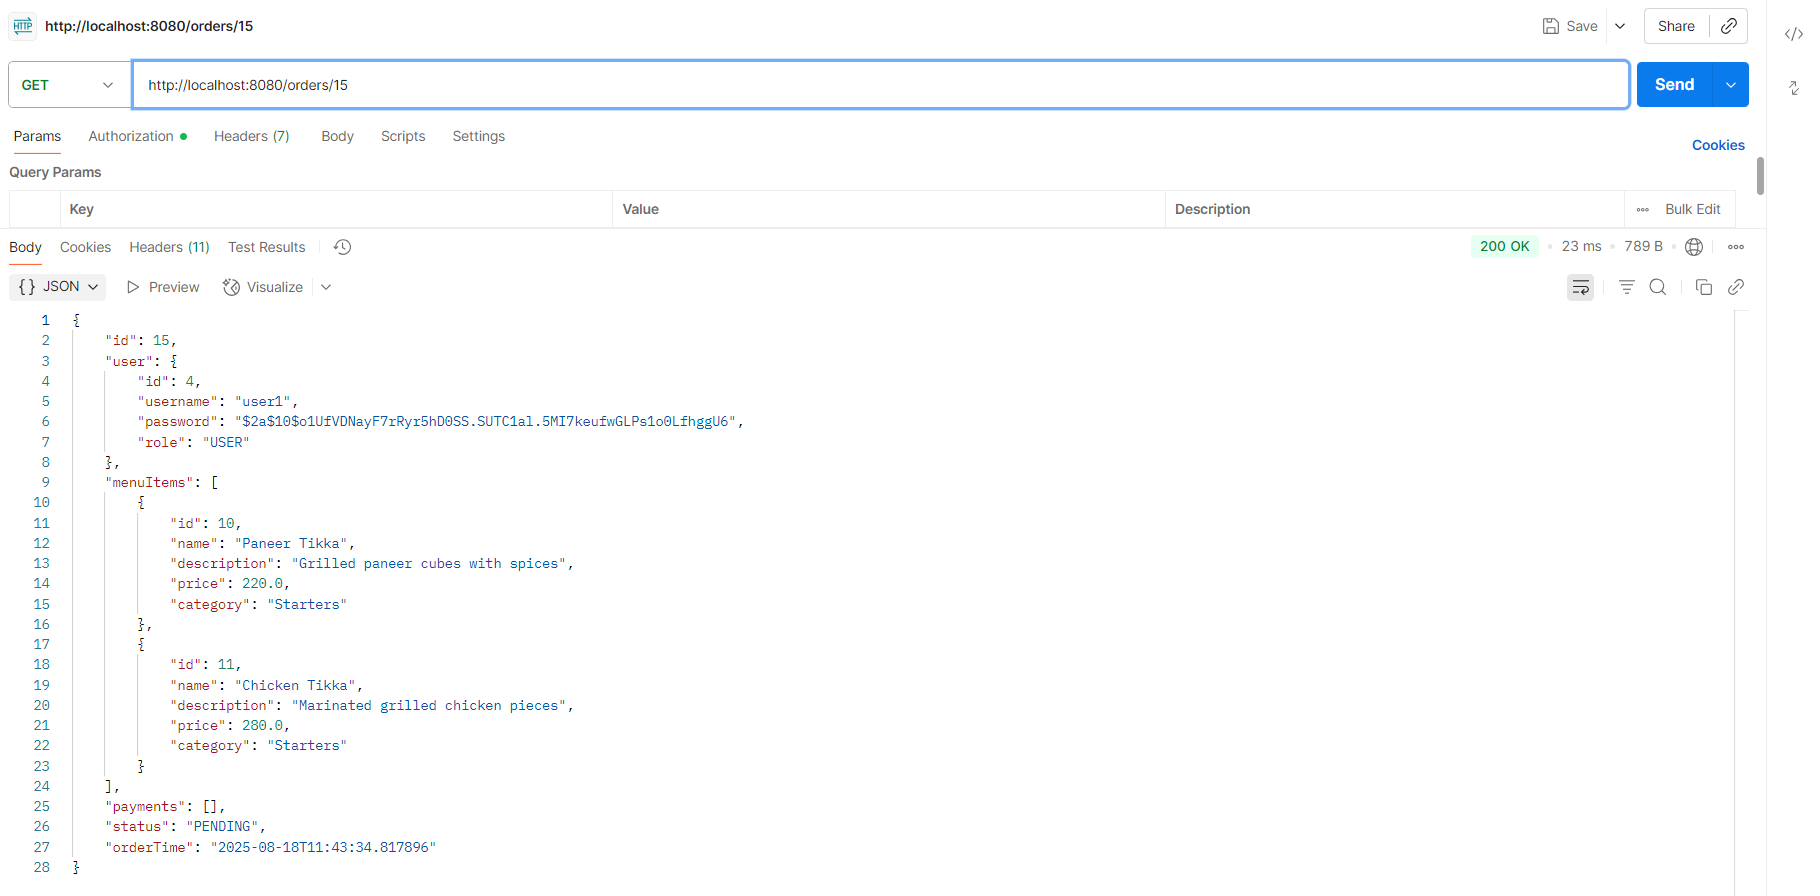 HTTP http://localhost:8080/orders/15 Save Share
GET http://localhost:8080/orders/15 Send
Params Authorization Headers (7) Body Scripts Settings Cookies
Query Params
Key Value Description Bulk Edit
Body Cookies Headers (11) Test Results 200 OK 23 ms 789 B
{} JSON Preview Visualize
1 {
2 "id": 15,
3 "user": {
4 "id": 4,
5 "username": "user1",
6 "password": "$2a$10$o1UfVDNayF7rRyr5hD0SS.SUTC1al.5MI7keufwGLPs1o0LfhggU6",
7 "role": "USER"
8 },
9 "menuItems": [
10 {
11 "id": 10,
12 "name": "Paneer Tikka",
13 "description": "Grilled paneer cubes with spices",
14 "price": 220.0,
15 "category": "Starters"
16 },
17 {
18 "id": 11,
19 "name": "Chicken Tikka",
20 "description": "Marinated grilled chicken pieces",
21 "price": 280.0,
22 "category": "Starters"
23 }
24 ],
25 "payments": [],
26 "status": "PENDING",
27 "orderTime": "2025-08-18T11:43:34.817896"
28 }